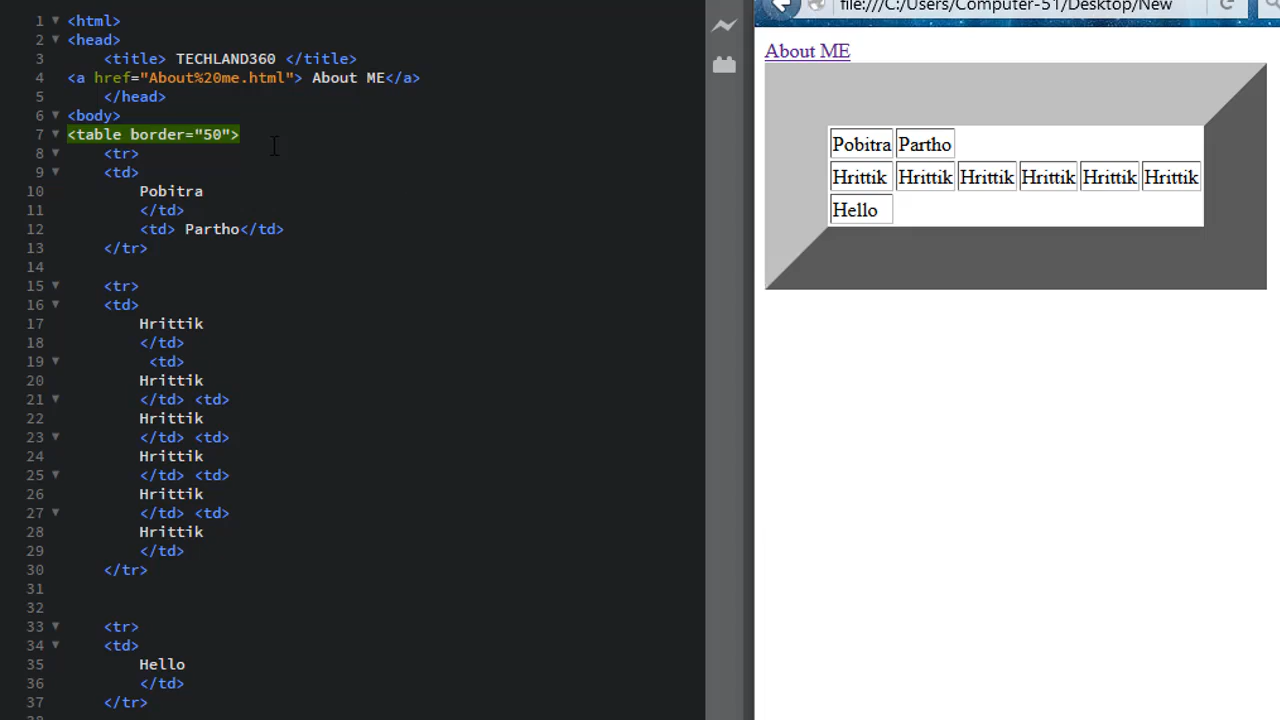 1 <html>
2 <head>
3 <title> TECHLAND360 </title>
4 <a href="About%20me.html"> About ME</a>
5 </head>
6 <body>
7 <table border="50">
8 <tr>
9 <td>
10 Pobitra
11 </td>
12 <td> Partho</td>
13 </tr>
14
15 <tr>
16 <td>
17 Hrittik
18 </td>
19 <td>
20 Hrittik
21 </td> <td>
22 Hrittik
23 </td> <td>
24 Hrittik
25 </td> <td>
26 Hrittik
27 </td> <td>
28 Hrittik
29 </td>
30 </tr>
31
32
33 <tr>
34 <td>
35 Hello
36 </td>
37 </tr>
file:///C:/Users/Computer-51/Desktop/New
About ME
Pobitra Partho
Hrittik Hrittik Hrittik Hrittik Hrittik Hrittik
Hello